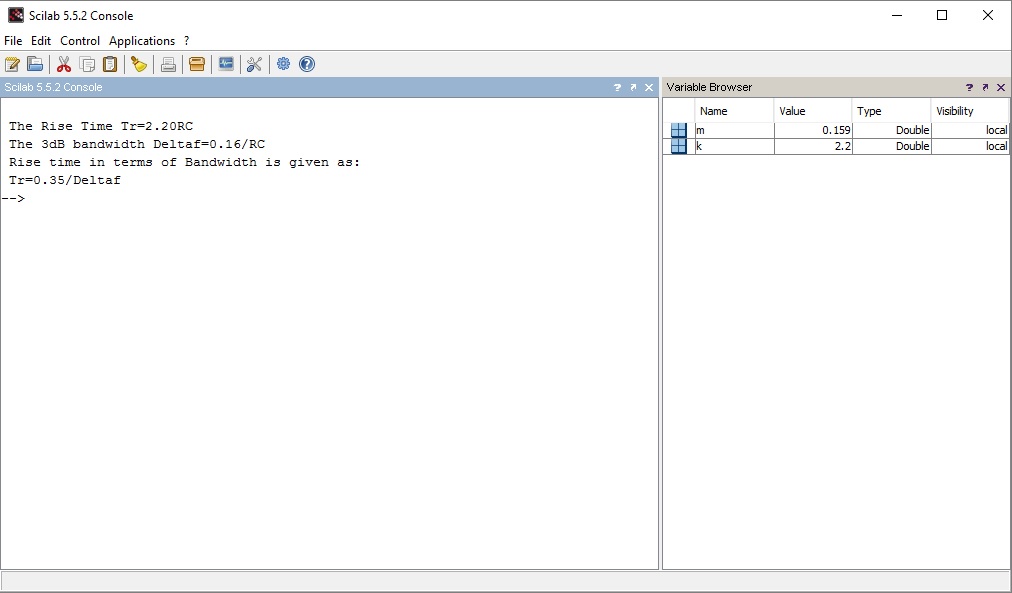 Scilab 5.5.2 Console
File Edit Control Applications ?
Scilab 5.5.2 Console
The Rise Time Tr=2.20RC
The 3dB bandwidth Deltaf=0.16/RC
Rise time in terms of Bandwidth is given as:
Tr=0.35/Deltaf
-->
Variable Browser
Name Value Type Visibility
m 0.159 Double local
k 2.2 Double local